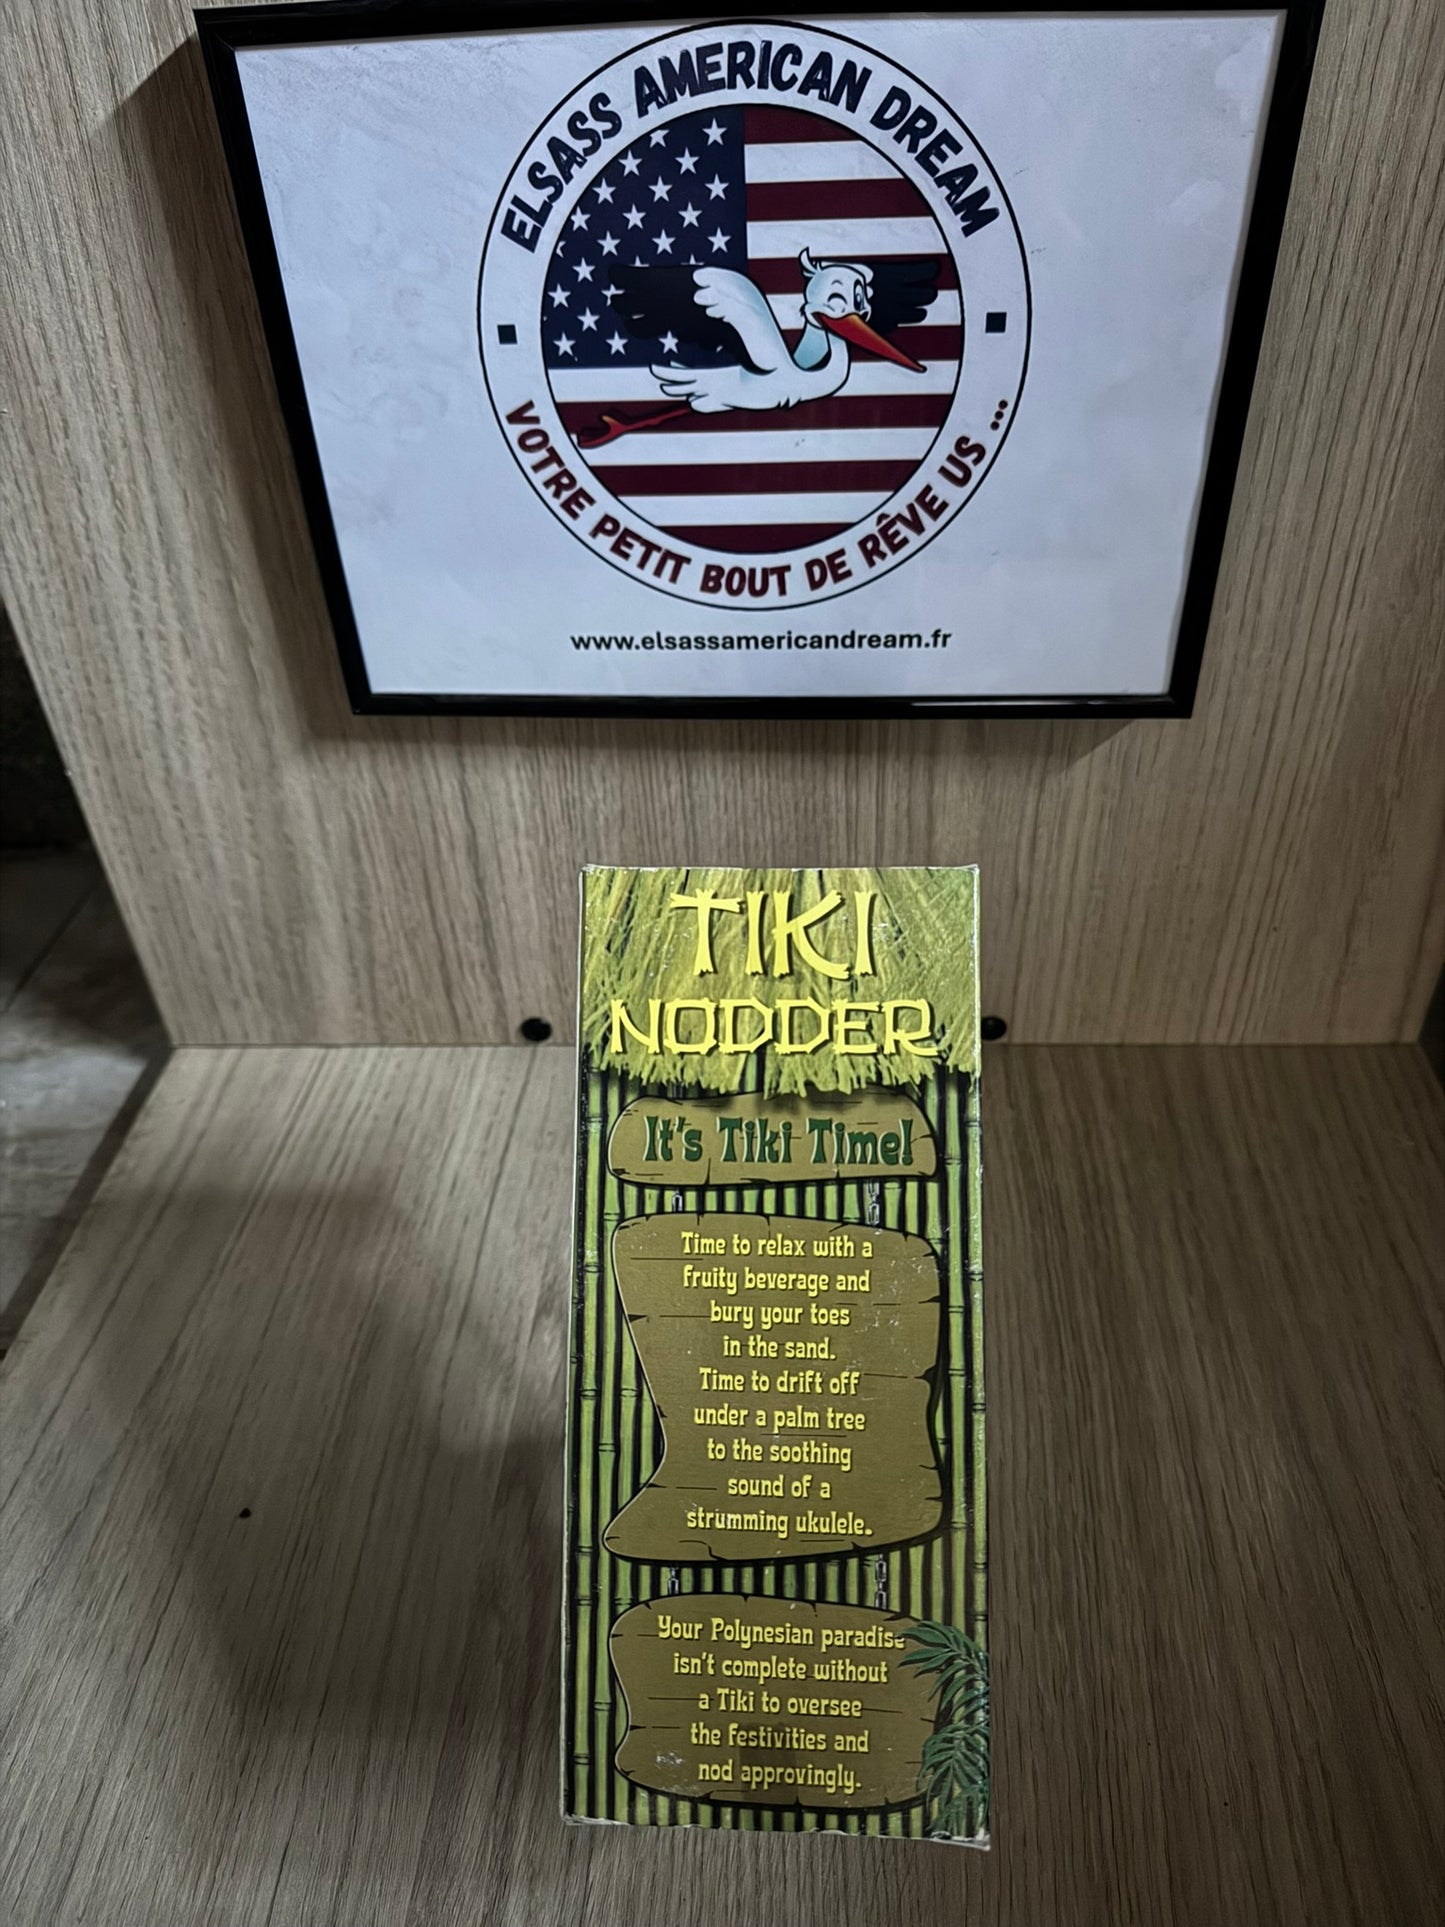 ELSASS AMERICAN DREAM
VOTRE PETIT BOUT DE RÊVE US ...
www.elsassamericandream.fr
TIKI
NODDER
It's Tiki Time!
Time to relax with a
fruity beverage and
bury your toes
in the sand.
Time to drift off
under a palm tree
to the soothing
sound of a
strumming ukulele.
Your Polynesian paradise
isn't complete without
a Tiki to oversee
the festivities and
nod approvingly.